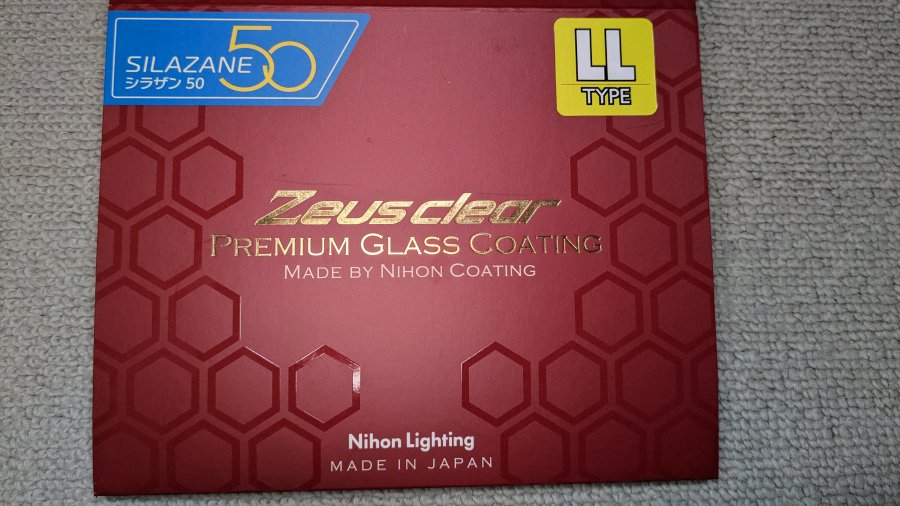 SILAZANE 50
シラザン 50
LL
TYPE
Zeusclear
PREMIUM GLASS COATING
MADE BY NIHON COATING
Nihon Lighting
MADE IN JAPAN